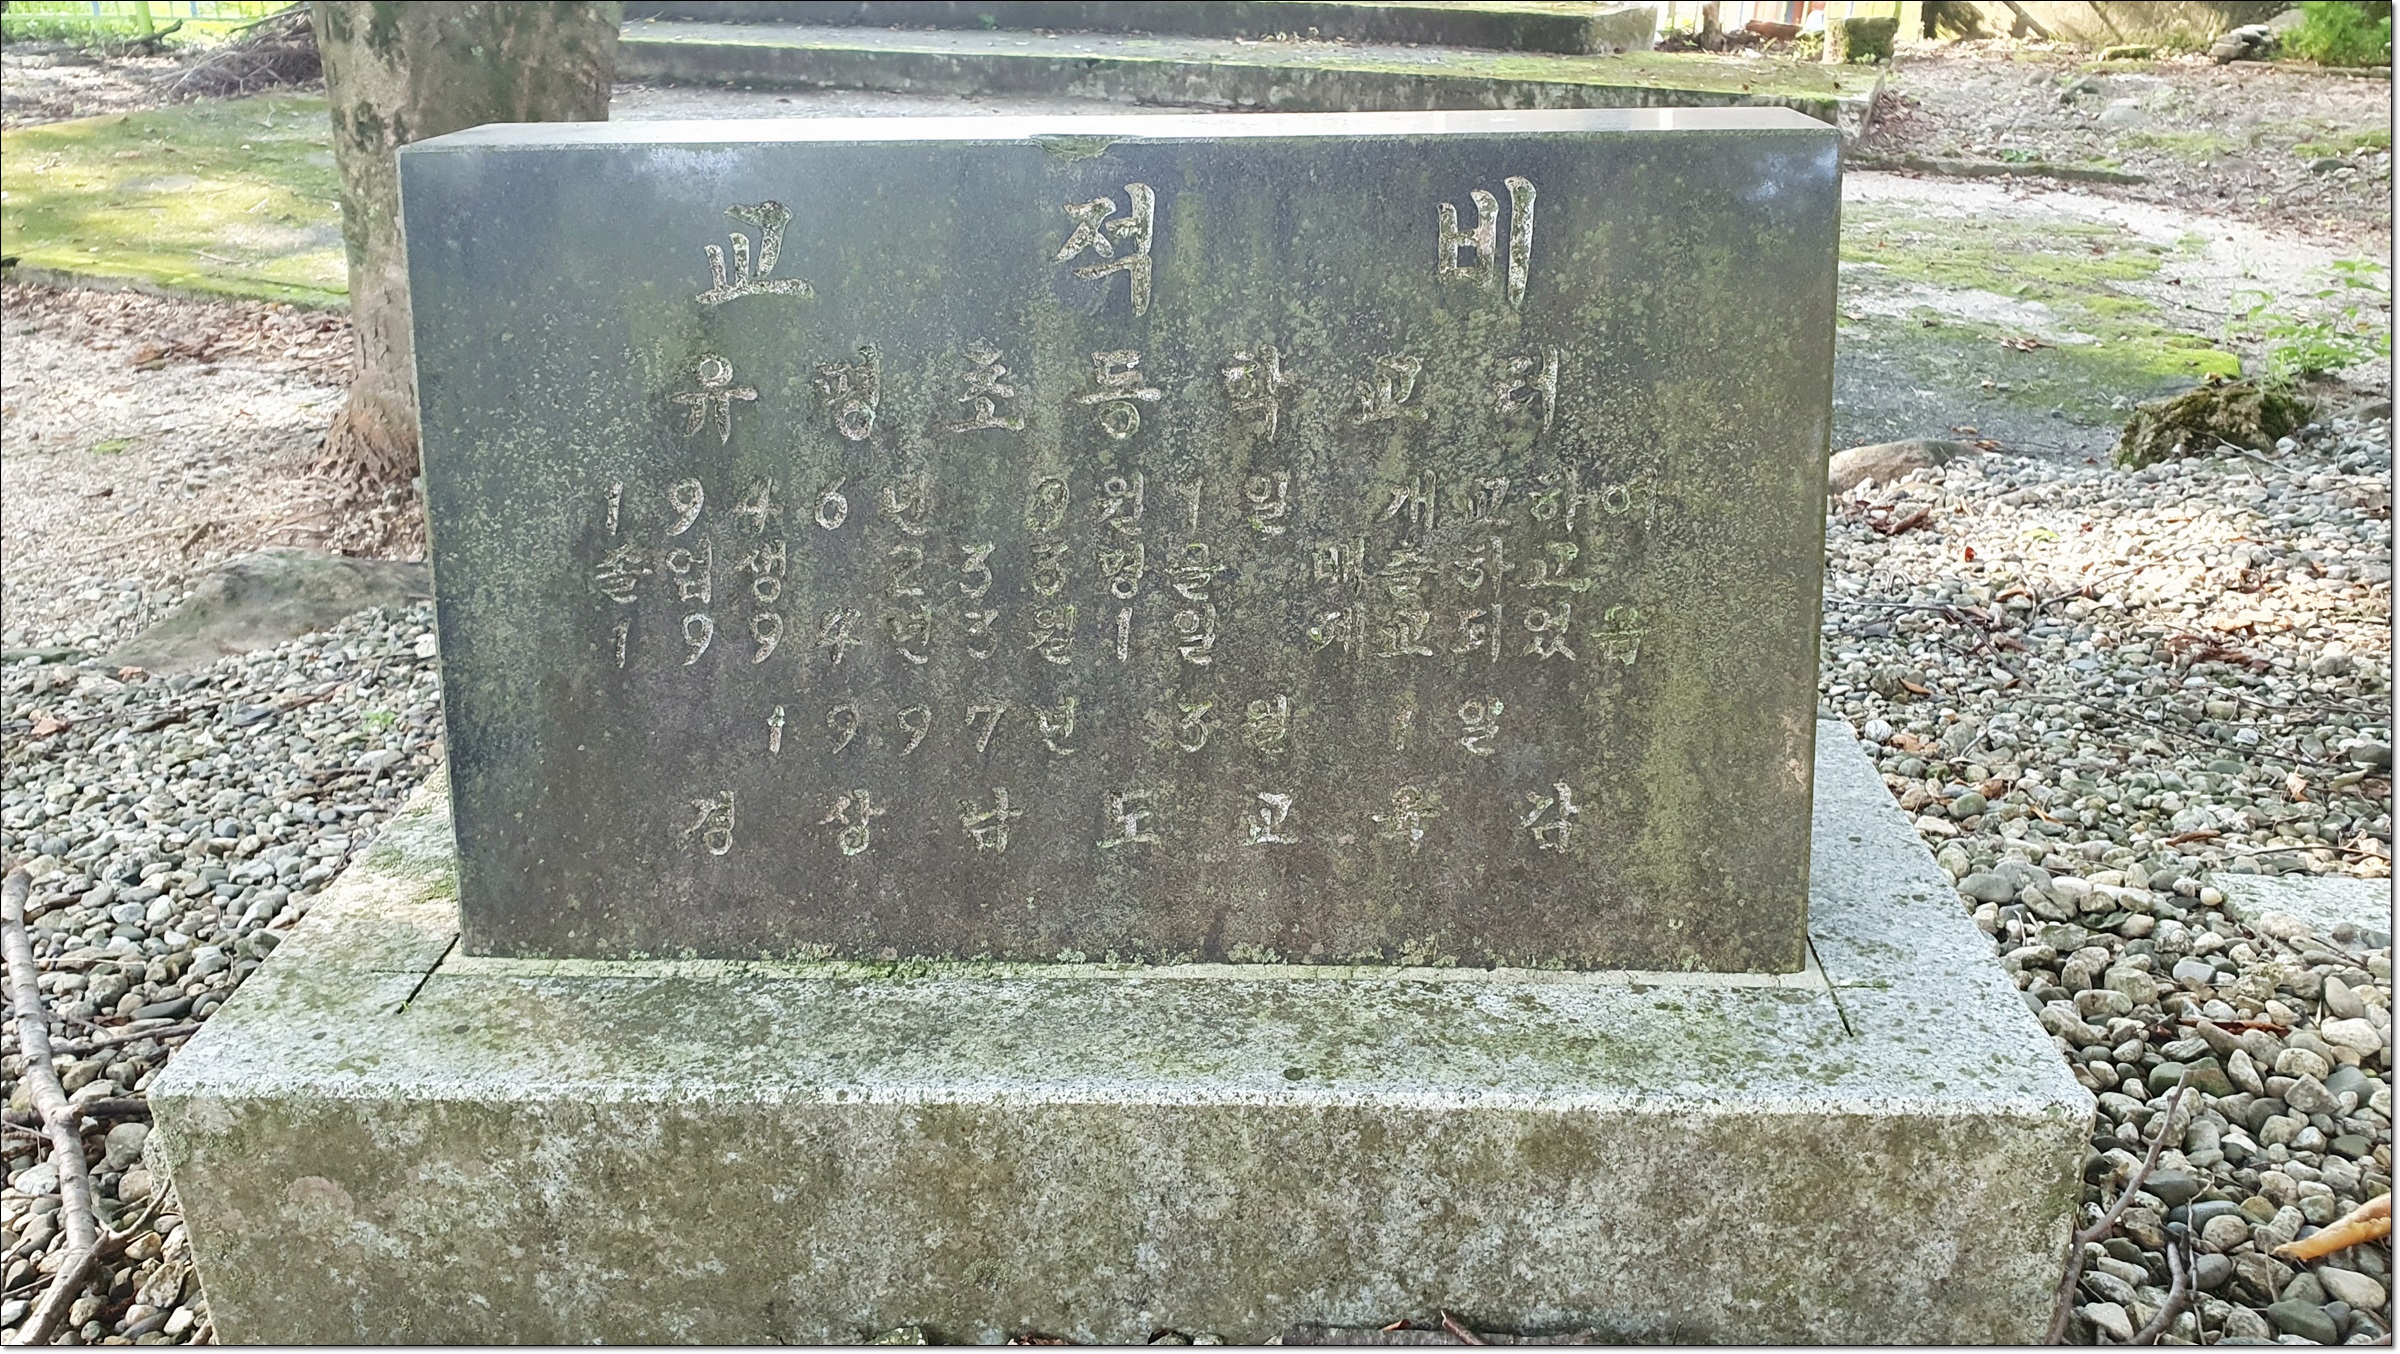 교적비
유평초등학교터
1946년 9월1일 개교하여
졸업생 233명을 배출하고
1994년3월1일 폐교되었음
1997년 3월 1일
경상남도교육감